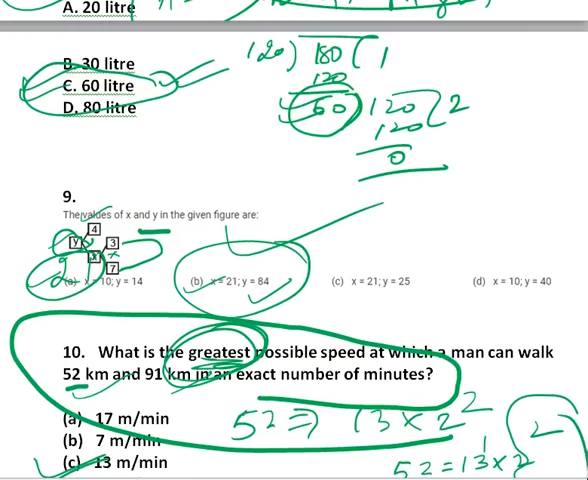 A. 20 litre
B. 30 litre
C. 60 litre
D. 80 litre
120) 180 ( 1
120
60) 120 ( 2
120
0
9.
The values of x and y in the given figure are:
4
y 3
x
7
(a) x = 10; y = 14 (b) x = 21; y = 84 (c) x = 21; y = 25 (d) x = 10; y = 40
10. What is the greatest possible speed at which a man can walk
52 km and 91 km in an exact number of minutes?
(a) 17 m/min
(b) 7 m/min
(c) 13 m/min
52 ⇒ 13 × 2²
52 = 13¹ × 2²